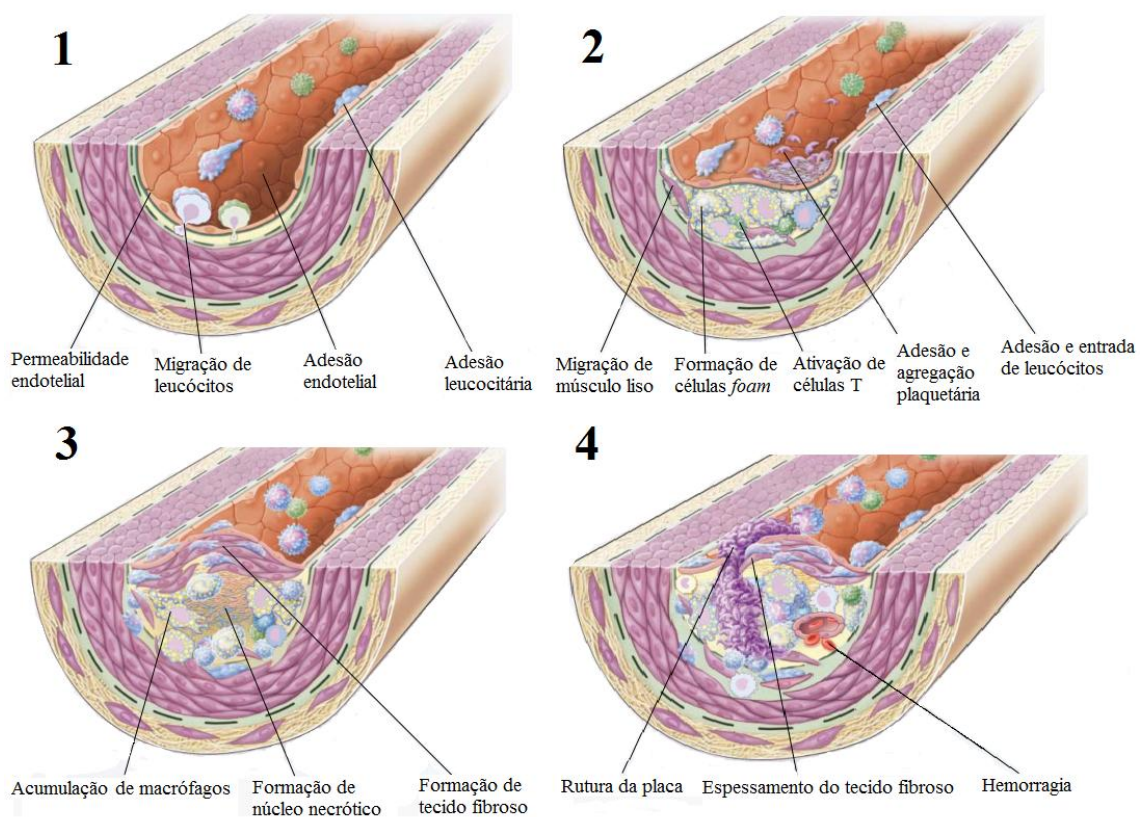 1
2
Permeabilidade
endotelial
Migração de
leucócitos
Adesão
endotelial
Adesão
leucocitária
Migração de
músculo liso
Formação de
células foam
Ativação de
células T
Adesão e
agregação
plaquetária
Adesão e entrada
de leucócitos
3
4
Acumulação de macrófagos
Formação de
núcleo necrótico
Formação de
tecido fibroso
Rutura da placa
Espessamento do tecido fibroso
Hemorragia